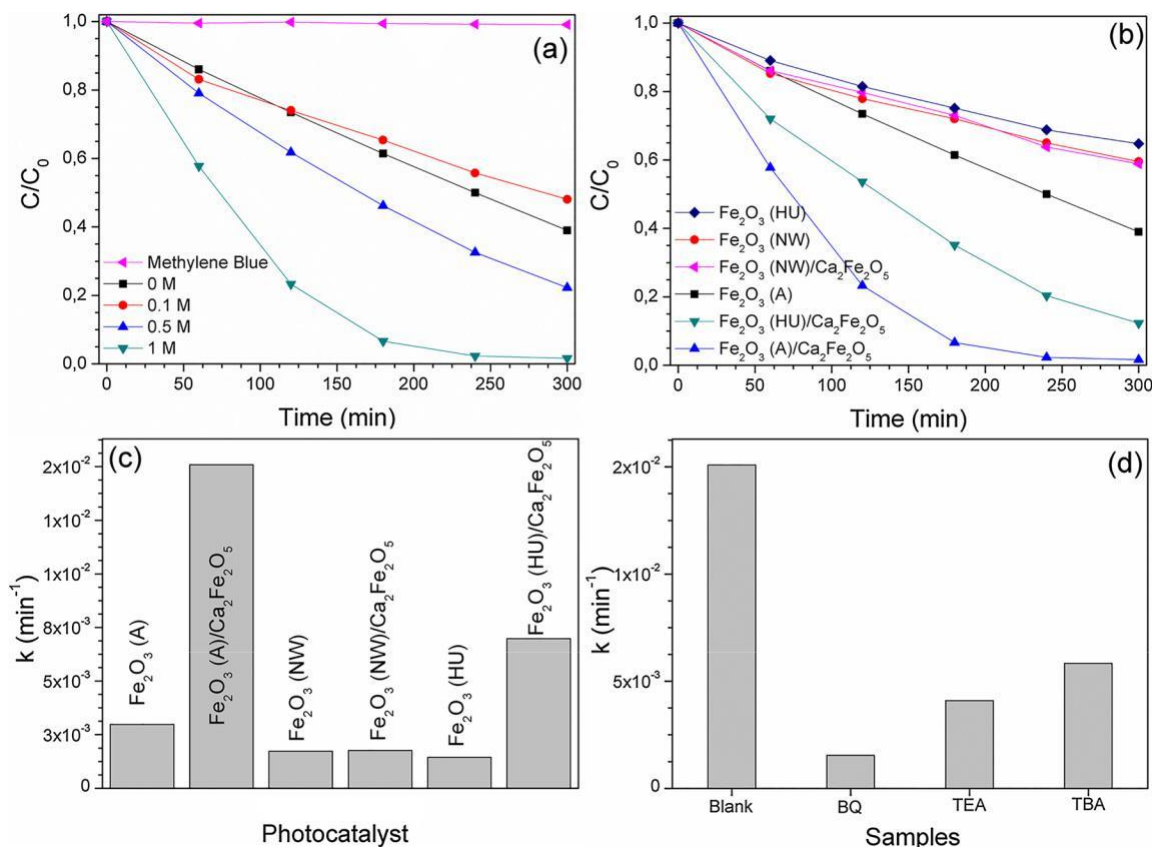 (a)
C/C₀
1,0
0,8
0,6
0,4
0,2
0,0
Methylene Blue
0 M
0.1 M
0.5 M
1 M
0 50 100 150 200 250 300
Time (min)
(b)
C/C₀
1,0
0,8
0,6
0,4
0,2
0,0
Fe₂O₃ (HU)
Fe₂O₃ (NW)
Fe₂O₃ (NW)/Ca₂Fe₂O₅
Fe₂O₃ (A)
Fe₂O₃ (HU)/Ca₂Fe₂O₅
Fe₂O₃ (A)/Ca₂Fe₂O₅
0 50 100 150 200 250 300
Time (min)
(c)
k (min⁻¹)
2x10⁻²
1x10⁻²
1x10⁻²
8x10⁻³
5x10⁻³
3x10⁻³
0
Fe₂O₃ (A)
Fe₂O₃ (A)/Ca₂Fe₂O₅
Fe₂O₃ (NW)
Fe₂O₃ (NW)/Ca₂Fe₂O₅
Fe₂O₃ (HU)
Fe₂O₃ (HU)/Ca₂Fe₂O₅
Photocatalyst
(d)
k (min⁻¹)
2x10⁻²
1x10⁻²
5x10⁻³
0
Blank BQ TEA TBA
Samples